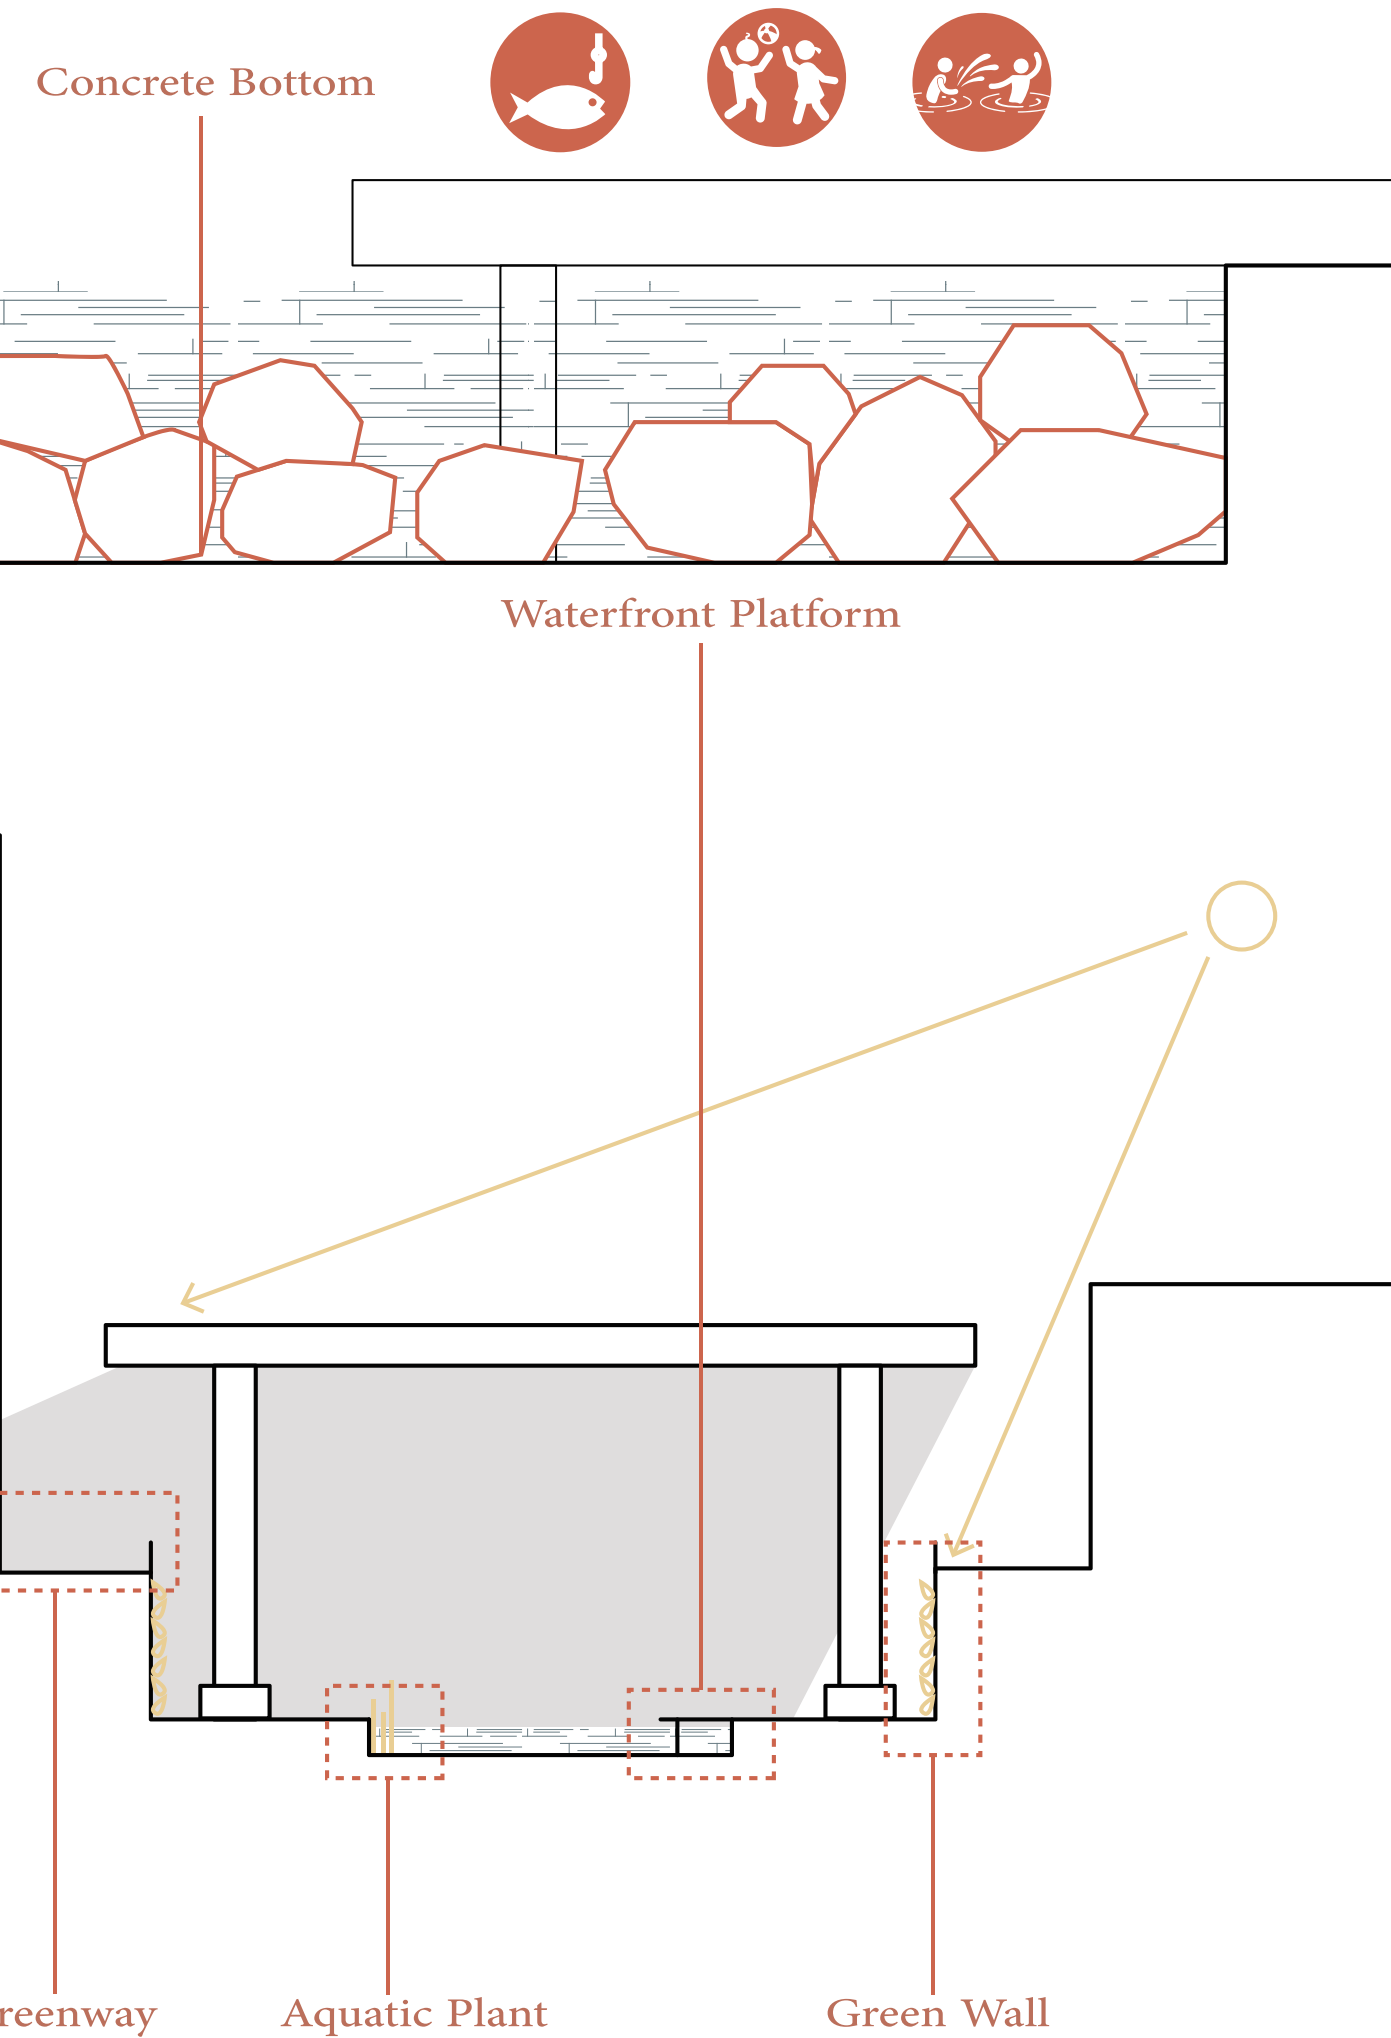 Concrete Bottom
Waterfront Platform
reenway
Aquatic Plant
Green Wall